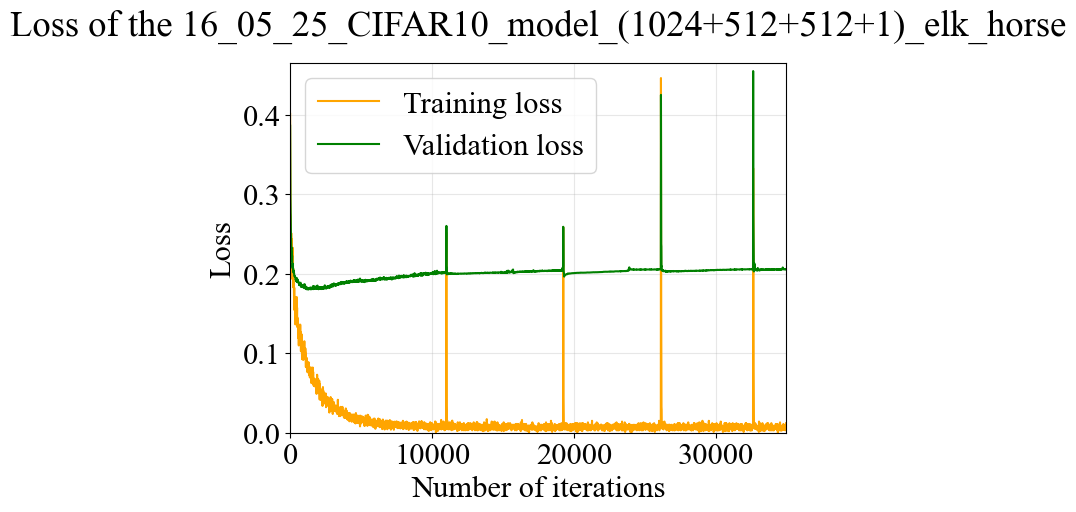 Loss of the 16_05_25_CIFAR10_model_(1024+512+512+1)_elk_horse
Training loss
Validation loss
Loss
0.4
0.3
0.2
0.1
0.0
0
10000
20000
30000
Number of iterations